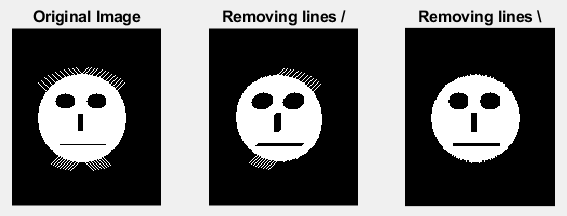 Original Image
Removing lines /
Removing lines \